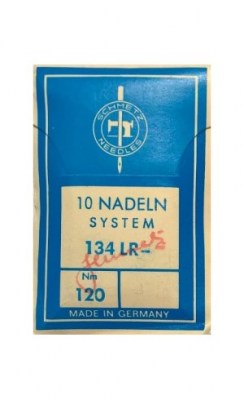 SCHMETZ
NEEDLES
10 NADELN
SYSTEM
134 LR-
Nm
120
MADE IN GERMANY